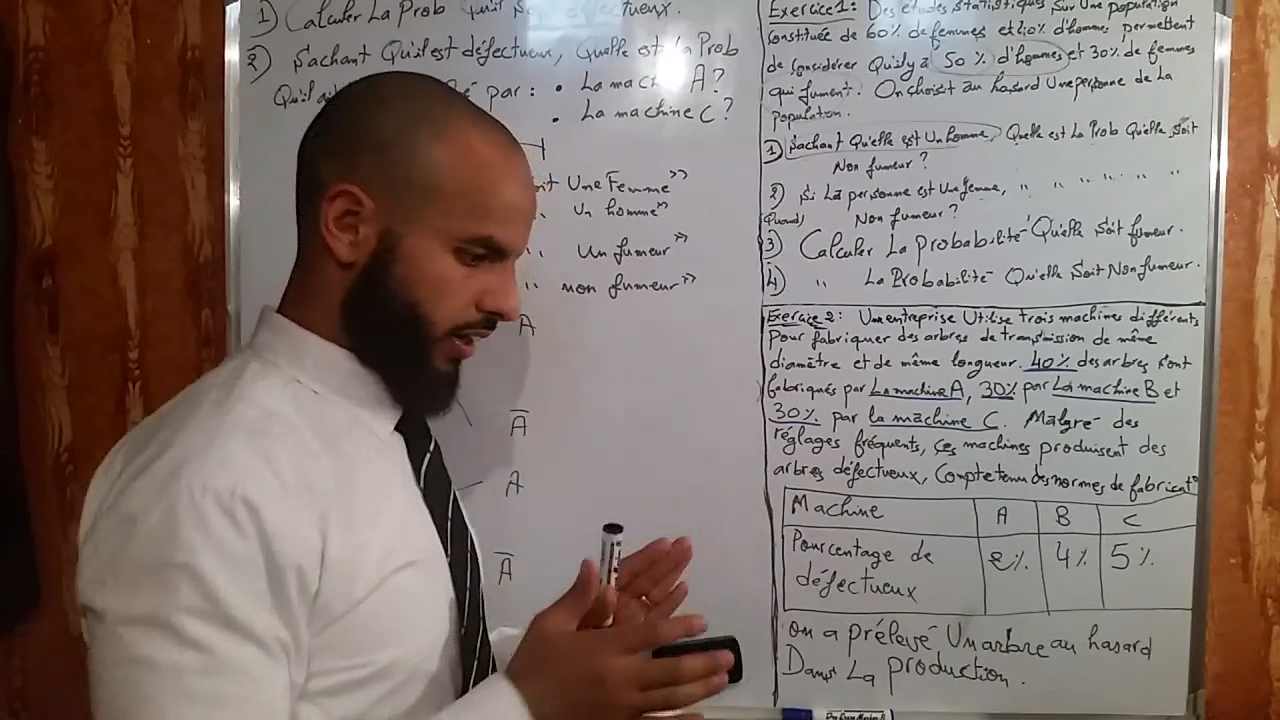 1) Calculer La Prob qu'il
2) Sachant Qu'il est défectueux, Quelle est la Prob
par : • La machine A?
• La machine C?
Une Femme"
" Un homme"
" Un fumeur"
" non fumeur"
A
Ā
A
Ā
Exercice 1: Des études statistiques sur Une population
constituée de 60% de femmes et 40% d'hommes permettent
de considérer Qu'il y a 50% d'hommes et 30% de femmes
qui fument. On choisit au hasard Une personne de La
population.
1) Sachant Qu'elle est Un homme, Quelle est La Prob Qu'elle soit
Non fumeur?
2) Si La personne est Une femme, " " " " " "
(Quand) Non fumeur?
3) Calculer La Probabilité Qu'elle Soit fumeur.
4) " La Probabilité Qu'elle Soit Non fumeur.
Exercice 2: Une entreprise Utilise trois machines différents
Pour fabriquer des arbres de transmission de même
diamètre et de même longueur. 40% des arbres sont
fabriqués par La machine A, 30% par La machine B et
30% par la machine C. Malgré des
réglages fréquents, ces machines produisent des
arbres défectueux, Compte tenu des normes de fabricat°
Machine A B C
Pourcentage de défectueux 2% 4% 5%
On a prélevé Un arbre au hasard
Dans La production.